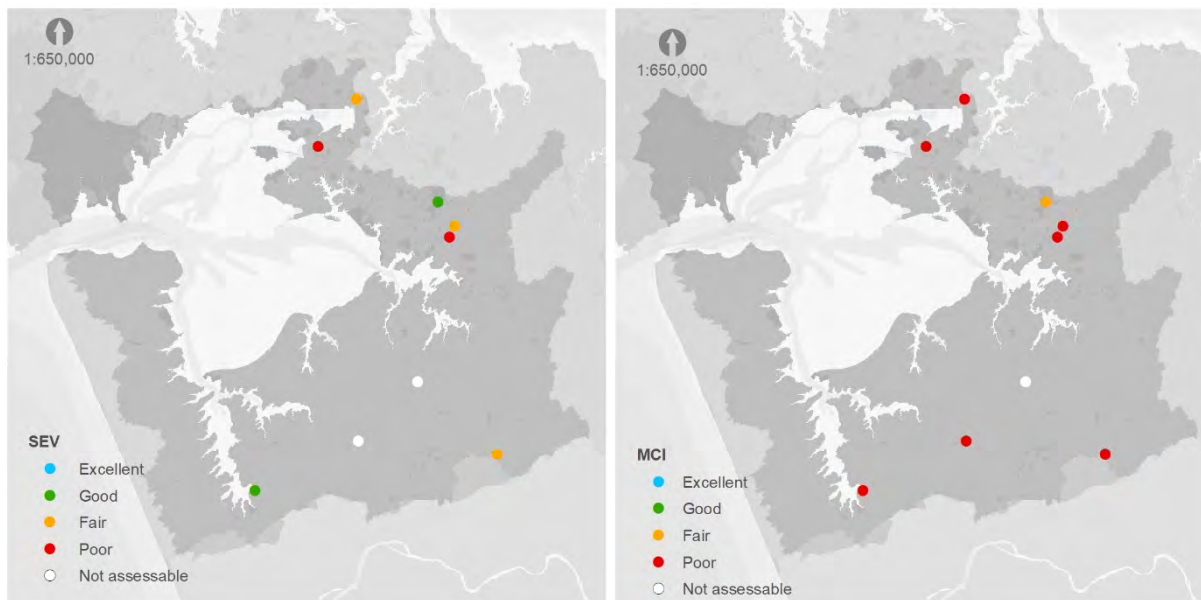 1:650,000
SEV
Excellent
Good
Fair
Poor
Not assessable
1:650,000
MCI
Excellent
Good
Fair
Poor
Not assessable